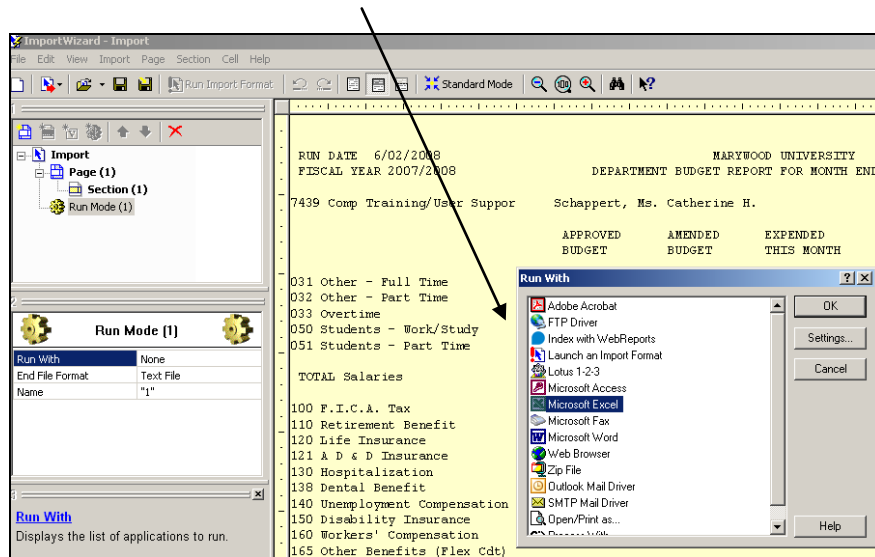 ImportWizard - Import
File Edit View Import Page Section Cell Help
Run Import Format Standard Mode
Import
Page (1)
Section (1)
Run Mode (1)
Run Mode (1)
Run With None
End File Format Text File
Name "1"
Run With
Displays the list of applications to run.
RUN DATE 6/02/2008 MARYWOOD UNIVERSITY
FISCAL YEAR 2007/2008 DEPARTMENT BUDGET REPORT FOR MONTH END
7439 Comp Training/User Suppor Schappert, Ms. Catherine H.
APPROVED AMENDED EXPENDED
BUDGET BUDGET THIS MONTH
031 Other - Full Time
032 Other - Part Time
033 Overtime
050 Students - Work/Study
051 Students - Part Time
TOTAL Salaries
100 F.I.C.A. Tax
110 Retirement Benefit
120 Life Insurance
121 A D & D Insurance
130 Hospitalization
138 Dental Benefit
140 Unemployment Compensation
150 Disability Insurance
160 Workers' Compensation
165 Other Benefits (Flex Cdt)
Run With
Adobe Acrobat
FTP Driver
Index with WebReports
Launch an Import Format
Lotus 1-2-3
Microsoft Access
Microsoft Excel
Microsoft Fax
Microsoft Word
Web Browser
Zip File
Outlook Mail Driver
SMTP Mail Driver
Open/Print as...
OK
Settings...
Cancel
Help